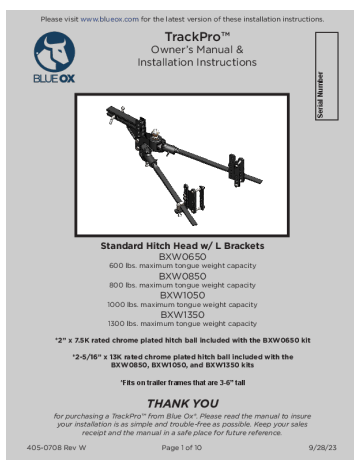 Please visit www.blueox.com for the latest version of these installation instructions.
BLUE OX
TrackPro™
Owner's Manual &
Installation Instructions
Serial Number
Standard Hitch Head w/ L Brackets
BXW0650
600 lbs. maximum tongue weight capacity
BXW0850
800 lbs. maximum tongue weight capacity
BXW1050
1000 lbs. maximum tongue weight capacity
BXW1350
1300 lbs. maximum tongue weight capacity
*2" x 7.5K rated chrome plated hitch ball included with the BXW0650 kit
*2-5/16" x 13K rated chrome plated hitch ball included with the
BXW0850, BXW1050, and BXW1350 kits
*Fits on trailer frames that are 3-6" tall
THANK YOU
for purchasing a TrackPro™ from Blue Ox®. Please read the manual to insure
your installation is as simple and trouble-free as possible. Keep your sales
receipt and the manual in a safe place for future reference.
405-0708 Rev W
Page 1 of 10
9/28/23